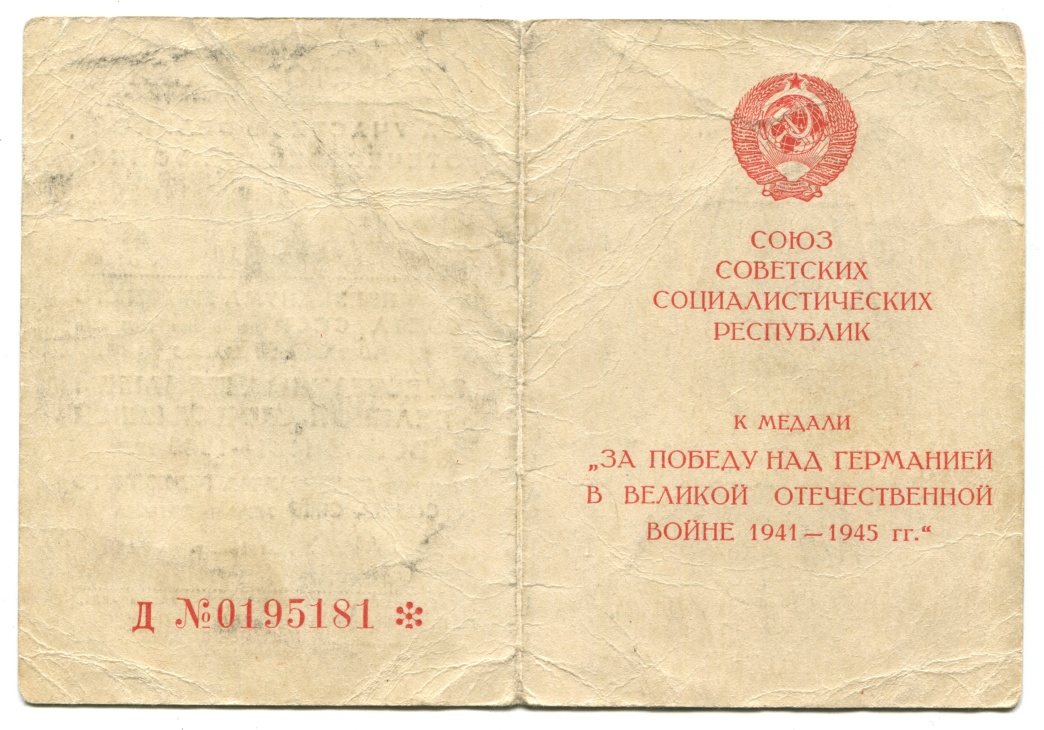 Д №0195181
СОЮЗ
СОВЕТСКИХ
СОЦИАЛИСТИЧЕСКИХ
РЕСПУБЛИК
К МЕДАЛИ
„ЗА ПОБЕДУ НАД ГЕРМАНИЕЙ
В ВЕЛИКОЙ ОТЕЧЕСТВЕННОЙ
ВОЙНЕ 1941—1945 гг.“